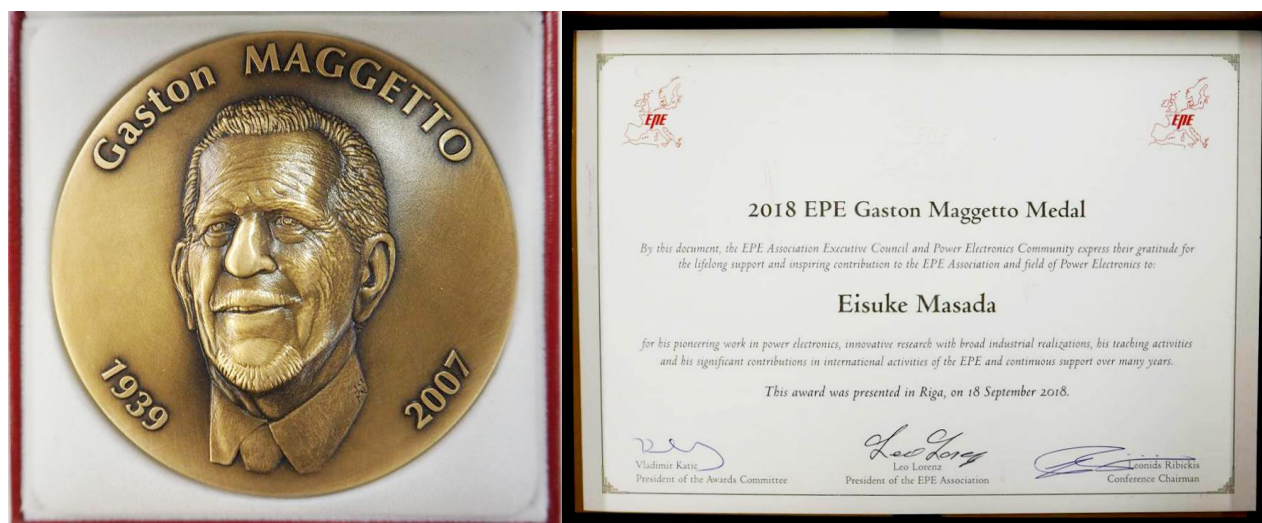 Gaston MAGGETTO
1939
2007
EPE
EPE
2018 EPE Gaston Maggetto Medal
By this document, the EPE Association Executive Council and Power Electronics Community express their gratitude for
the lifelong support and inspiring contribution to the EPE Association and field of Power Electronics to:
Eisuke Masada
for his pioneering work in power electronics, innovative research with broad industrial realizations, his teaching activities
and his significant contributions in international activities of the EPE and continuous support over many years.
This award was presented in Riga, on 18 September 2018.
Leo Lorenz
Vladimir Katic
President of the Awards Committee
Leo Lorenz
President of the EPE Association
Leonids Ribickis
Conference Chairman